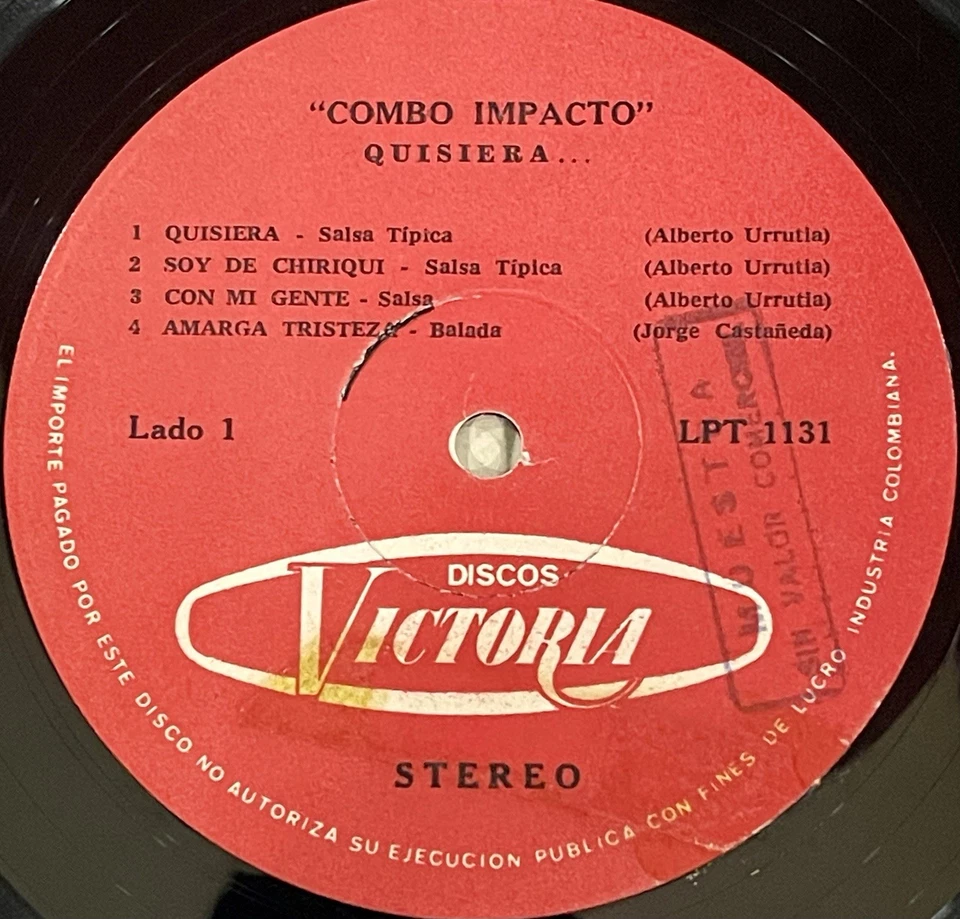 “COMBO IMPACTO”
QUISIERA...
1 QUISIERA - Salsa Típica (Alberto Urrutia)
2 SOY DE CHIRIQUI - Salsa Típica (Alberto Urrutia)
3 CON MI GENTE - Salsa (Alberto Urrutia)
4 AMARGA TRISTEZA - Balada (Jorge Castañeda)
Lado 1 LPT 1131
MUESTRA
SIN VALOR COMERCIAL
DISCOS
VICTORIA
STEREO
EL IMPORTE PAGADO POR ESTE DISCO NO AUTORIZA SU EJECUCION PUBLICA CON FINES DE LUCRO INDUSTRIA COLOMBIANA.